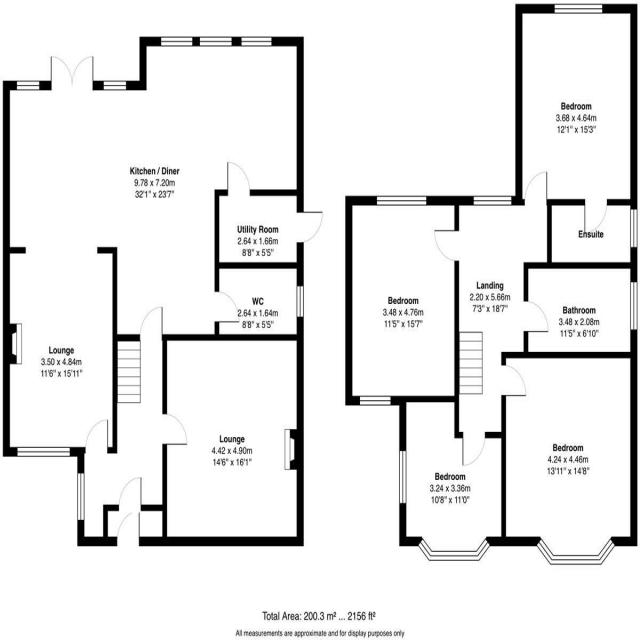 Kitchen / Diner
9.78 x 7.20m
32'1" x 23'7"
Utility Room
2.64 x 1.66m
8'8" x 5'5"
WC
2.64 x 1.64m
8'8" x 5'5"
Lounge
3.50 x 4.84m
11'6" x 15'11"
Lounge
4.42 x 4.90m
14'6" x 16'1"
Bedroom
3.68 x 4.64m
12'1" x 15'3"
Ensuite
Landing
2.20 x 5.66m
7'3" x 18'7"
Bedroom
3.48 x 4.76m
11'5" x 15'7"
Bathroom
3.48 x 2.08m
11'5" x 6'10"
Bedroom
4.24 x 4.46m
13'11" x 14'8"
Bedroom
3.24 x 3.36m
10'8" x 11'0"
Total Area: 200.3 m² ... 2156 ft²
All measurements are approximate and for display purposes only